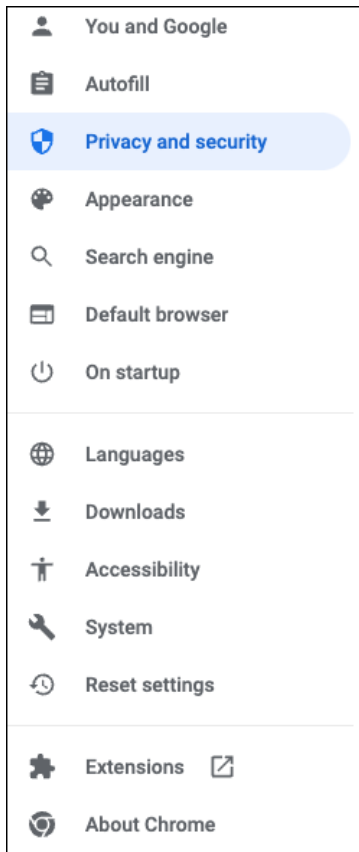 You and Google
Autofill
Privacy and security
Appearance
Search engine
Default browser
On startup
Languages
Downloads
Accessibility
System
Reset settings
Extensions
About Chrome